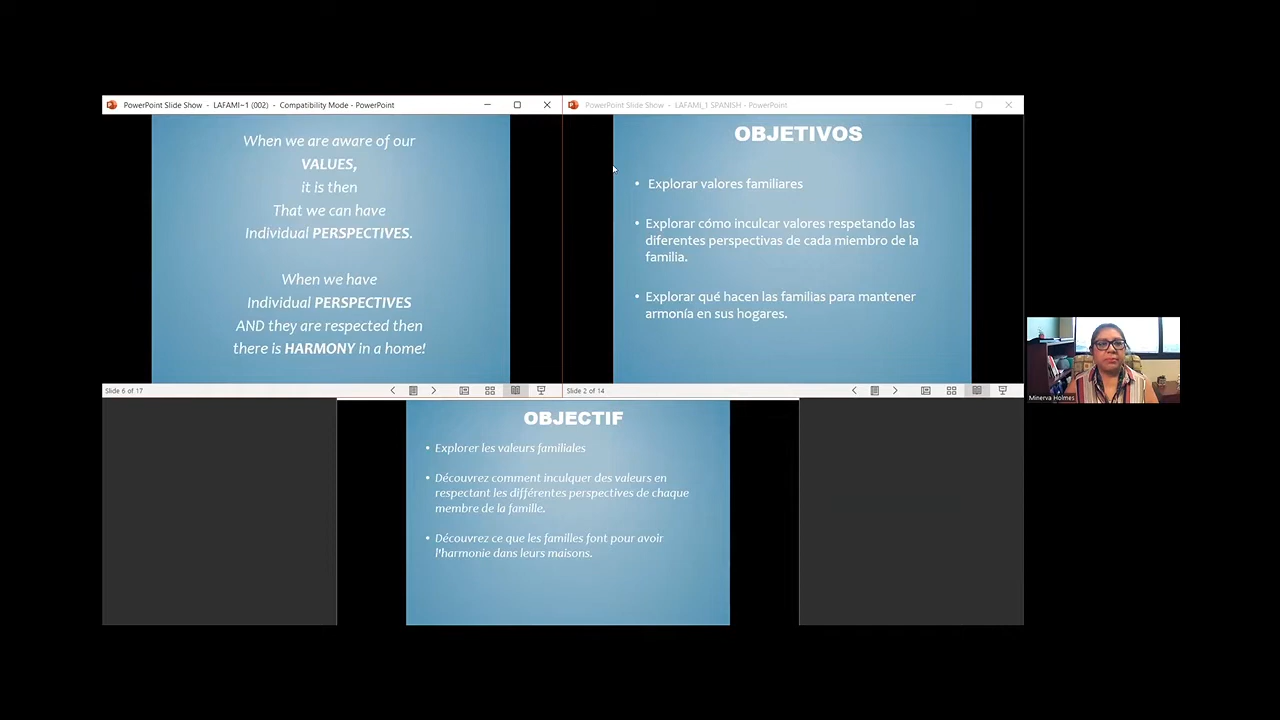 PowerPoint Slide Show - LAFAMI~1 (002) - Compatibility Mode - PowerPoint
When we are aware of our
VALUES,
it is then
That we can have
Individual PERSPECTIVES.
When we have
Individual PERSPECTIVES
AND they are respected then
there is HARMONY in a home!
Slide 6 of 17
PowerPoint Slide Show - LAFAMI_1 SPANISH - PowerPoint
OBJETIVOS
• Explorar valores familiares
• Explorar cómo inculcar valores respetando las
diferentes perspectivas de cada miembro de la
familia.
• Explorar qué hacen las familias para mantener
armonía en sus hogares.
Slide 2 of 14
OBJECTIF
• Explorer les valeurs familiales
• Découvrez comment inculquer des valeurs en
respectant les différentes perspectives de chaque
membre de la famille.
• Découvrez ce que les familles font pour avoir
l'harmonie dans leurs maisons.
Minerva Holmes